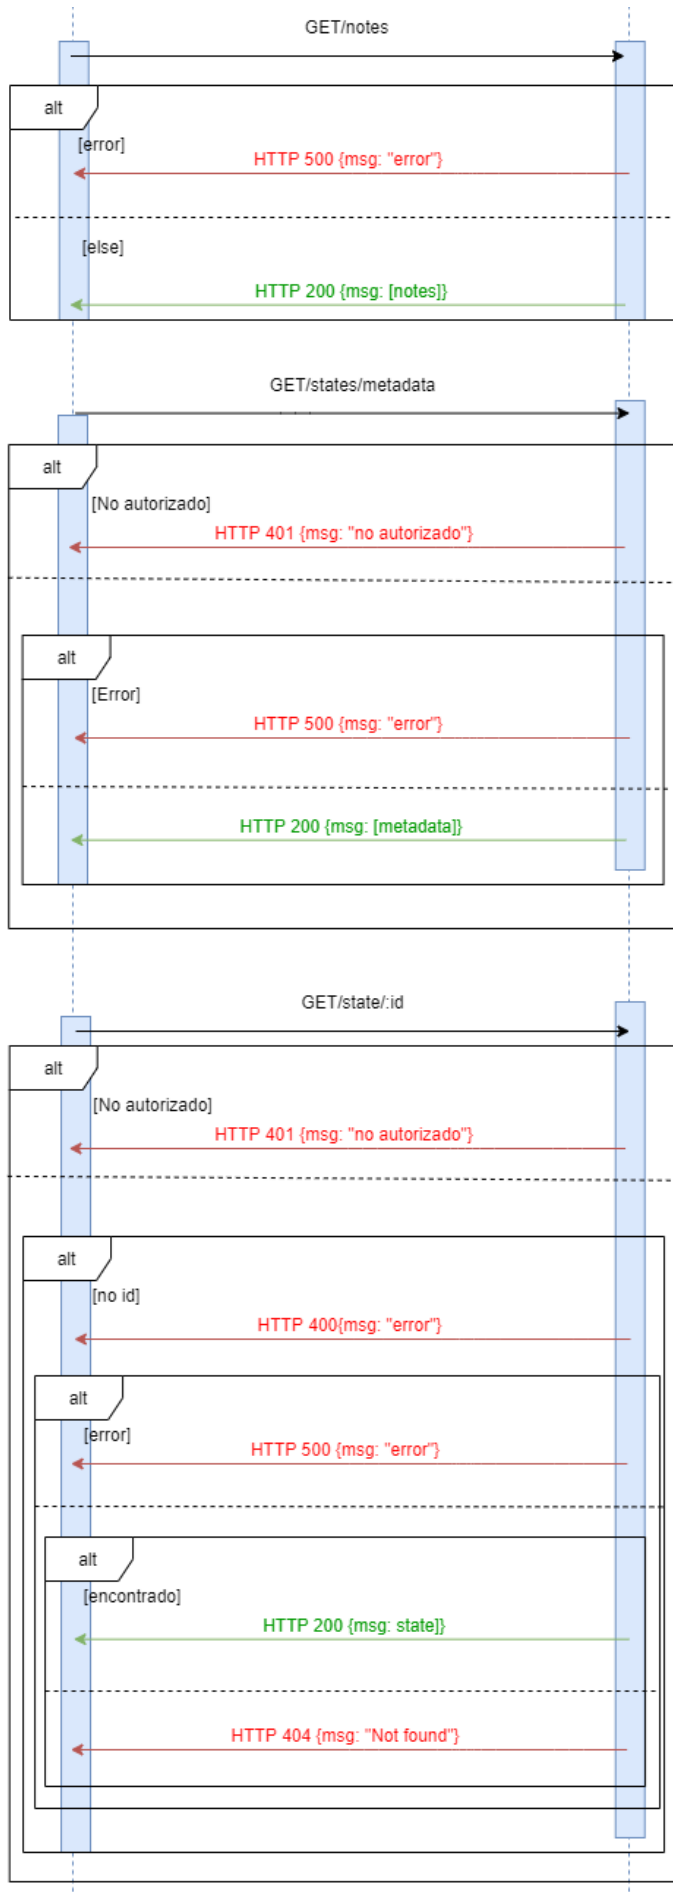 GET/notes
alt
[error]
HTTP 500 {msg: "error"}
[else]
HTTP 200 {msg: [notes]}
GET/states/metadata
alt
[No autorizado]
HTTP 401 {msg: "no autorizado"}
alt
[Error]
HTTP 500 {msg: "error"}
HTTP 200 {msg: [metadata]}
GET/state/:id
alt
[No autorizado]
HTTP 401 {msg: "no autorizado"}
alt
[no id]
HTTP 400{msg: "error"}
alt
[error]
HTTP 500 {msg: "error"}
alt
[encontrado]
HTTP 200 {msg: state]}
HTTP 404 {msg: "Not found"}